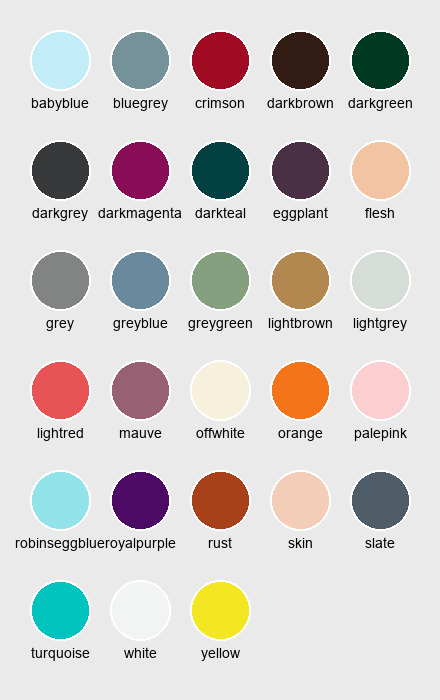 babyblue bluegrey crimson darkbrown darkgreen
darkgrey darkmagenta darkteal eggplant flesh
grey greyblue greygreen lightbrown lightgrey
lightred mauve offwhite orange palepink
robinseggblue royalpurple rust skin slate
turquoise white yellow